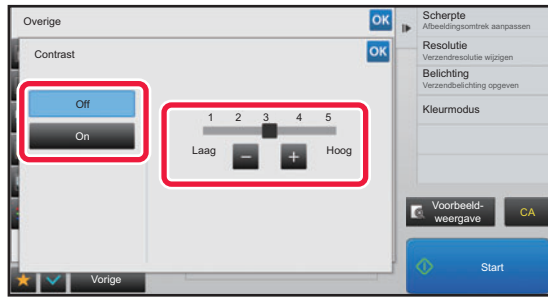 Overige
OK
Contrast
OK
Off
On
1 2 3 4 5
Laag
−
+
Hoog
Vorige
Scherpte
Afbeeldingsomtrek aanpassen
Resolutie
Verzendresolutie wijzigen
Belichting
Verzendbelichting opgeven
Kleurmodus
Voorbeeld-
weergave
CA
Start